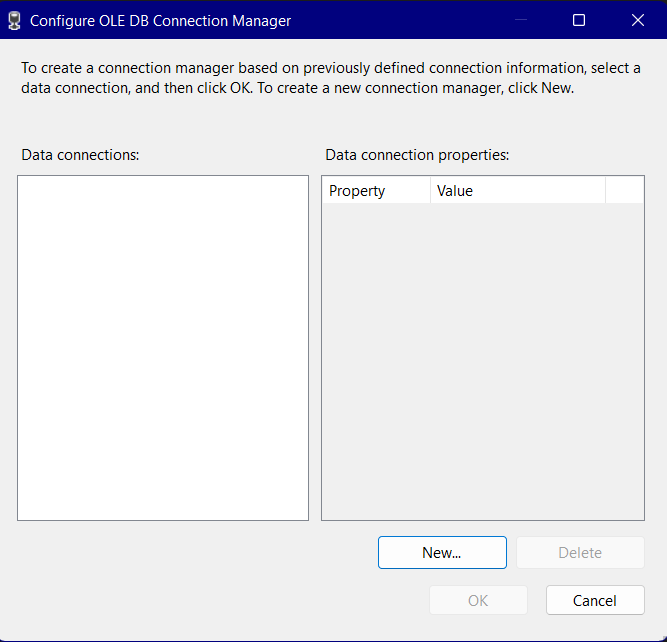 Configure OLE DB Connection Manager
To create a connection manager based on previously defined connection information, select a
data connection, and then click OK. To create a new connection manager, click New.
Data connections:
Data connection properties:
Property
Value
New...
Delete
OK
Cancel